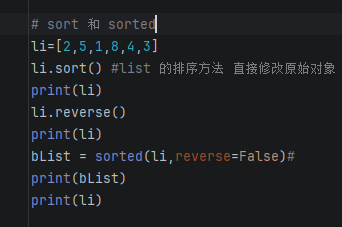 # sort 和 sorted
li=[2,5,1,8,4,3]
li.sort() #list 的排序方法 直接修改原始对象
print(li)
li.reverse()
print(li)
bList = sorted(li,reverse=False)#
print(bList)
print(li)